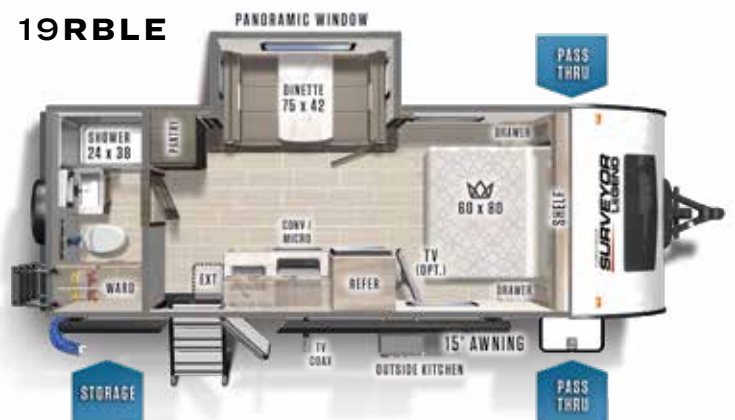 19RBLE
PANORAMIC WINDOW
PASS
THRU
DINETTE
75 x 42
SHOWER
24 x 38
PANTRY
DRAWER
60 x 80
SHELF
SURVEYOR
LEGEND
CONV /
MICRO
TV
(OPT.)
EXT
REFER
WARD
DRAWER
15' AWNING
TV
COAX
OUTSIDE KITCHEN
STORAGE
PASS
THRU